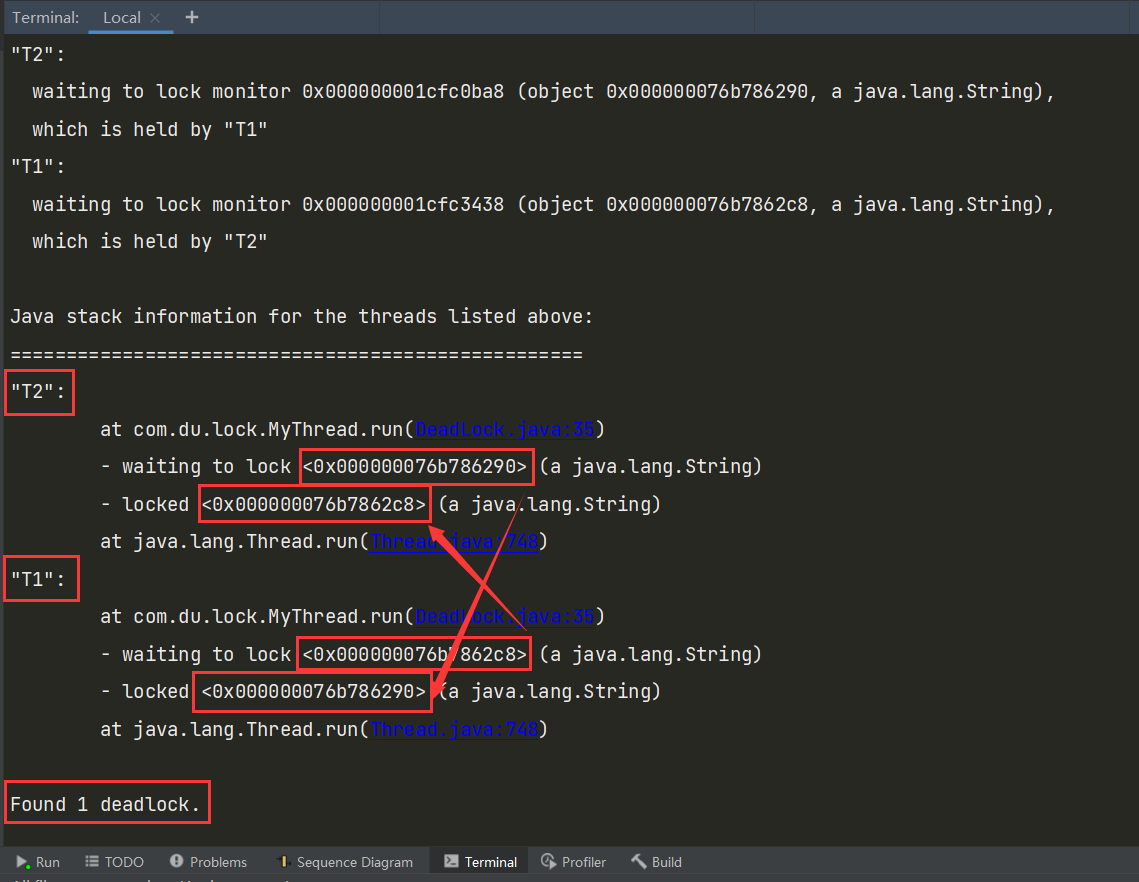 Terminal: Local × +
"T2":
  waiting to lock monitor 0x000000001cfc0ba8 (object 0x000000076b786290, a java.lang.String),
  which is held by "T1"
"T1":
  waiting to lock monitor 0x000000001cfc3438 (object 0x000000076b7862c8, a java.lang.String),
  which is held by "T2"
Java stack information for the threads listed above:
===================================================
"T2":
        at com.du.lock.MyThread.run(DeadLock.java:35)
        - waiting to lock <0x000000076b786290> (a java.lang.String)
        - locked <0x000000076b7862c8> (a java.lang.String)
        at java.lang.Thread.run(Thread.java:748)
"T1":
        at com.du.lock.MyThread.run(DeadLock.java:35)
        - waiting to lock <0x000000076b7862c8> (a java.lang.String)
        - locked <0x000000076b786290> (a java.lang.String)
        at java.lang.Thread.run(Thread.java:748)
Found 1 deadlock.
Run TODO Problems Sequence Diagram Terminal Profiler Build